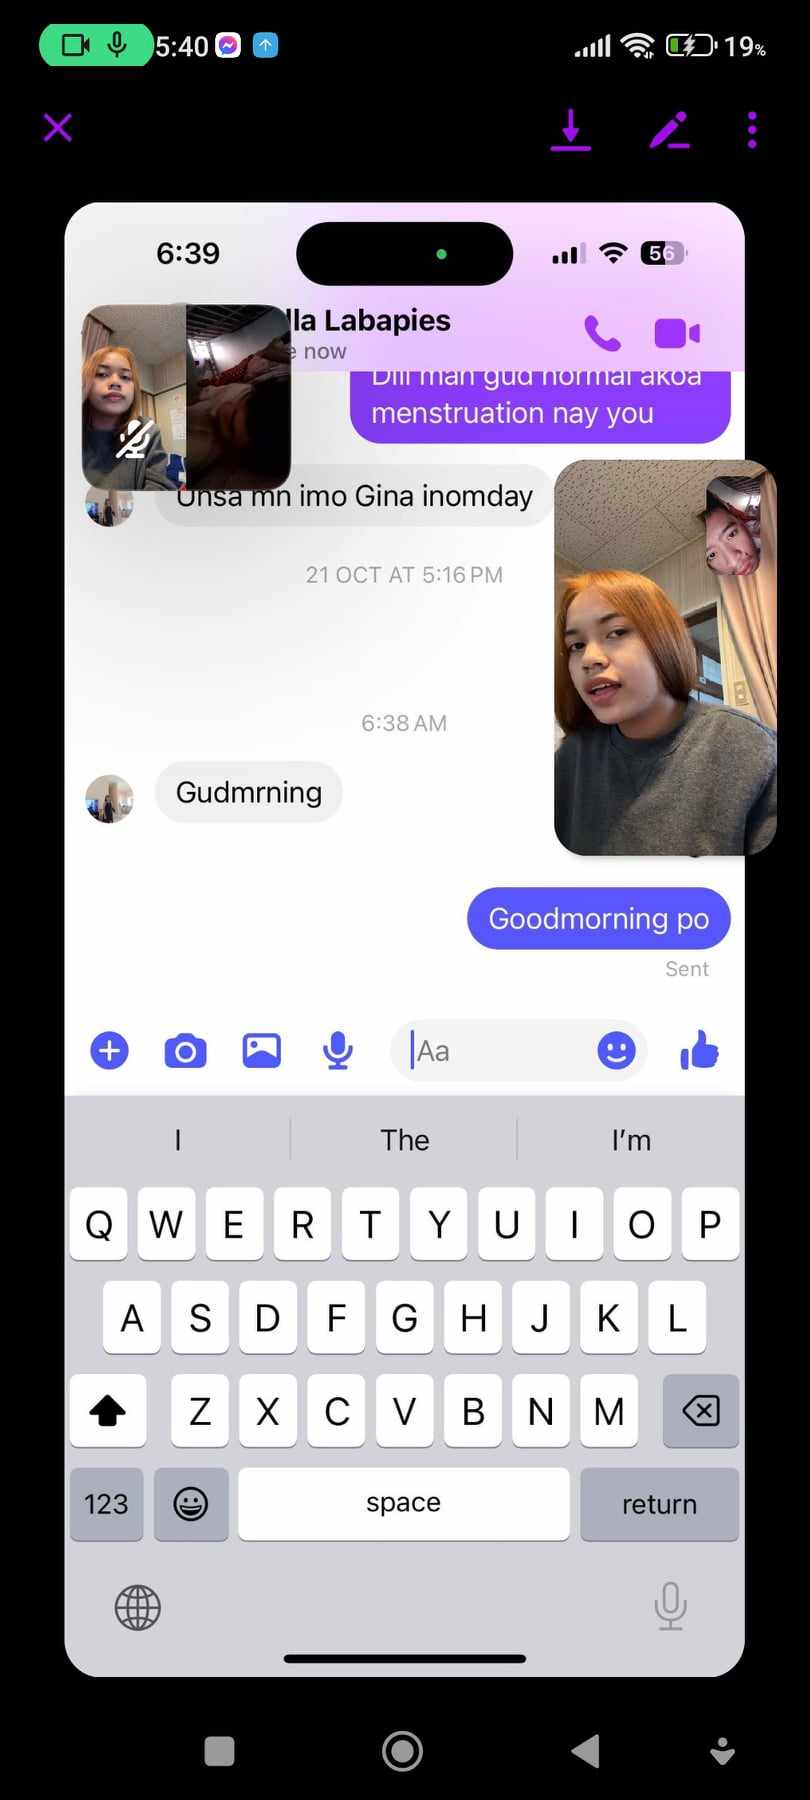 5:40
19%
6:39
56
lla Labapies
e now
Dili man gud normal akoa
menstruation nay you
Unsa mn imo Gina inomday
21 OCT AT 5:16 PM
6:38 AM
Gudmrning
Goodmorning po
Sent
Aa
I The I'm
Q W E R T Y U I O P
A S D F G H J K L
Z X C V B N M
123 space return